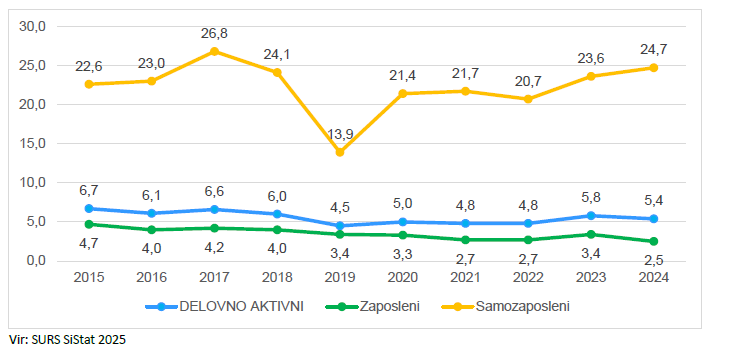 30,0
26,8
25,0
22,6 23,0 24,1 21,4 21,7 20,7 23,6 24,7
20,0
15,0
13,9
10,0
6,7 6,1 6,6 6,0 4,5 5,0 4,8 4,8 5,8 5,4
5,0
4,7 4,0 4,2 4,0 3,4 3,3 2,7 2,7 3,4 2,5
0,0
2015 2016 2017 2018 2019 2020 2021 2022 2023 2024
DELOVNO AKTIVNI Zaposleni Samozaposleni
Vir: SURS SiStat 2025